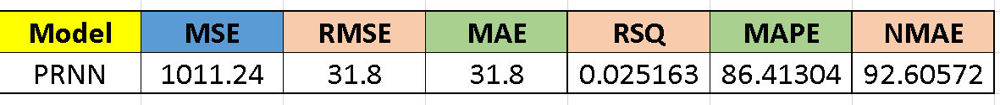 Model MSE RMSE MAE RSQ MAPE NMAE
PRNN 1011.24 31.8 31.8 0.025163 86.41304 92.60572